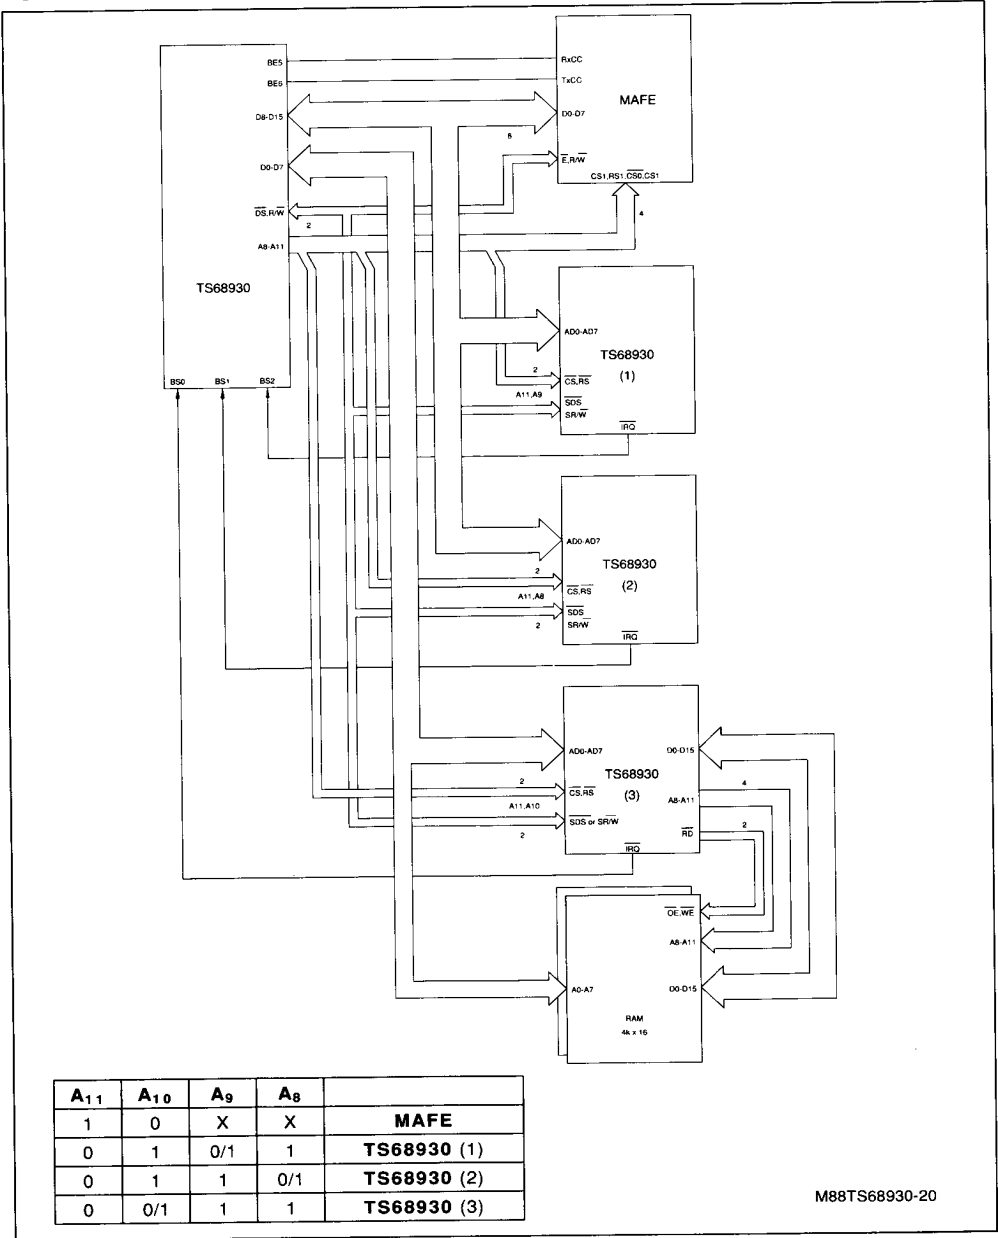 BE5
BE6
D8-D15
D0-D7
DS,R/W
2
A8-A11
TS68930
BS0 BS1 BS2
RxCC
TxCC
MAFE
D0-D7
8
E,R/W
CS1,RS1,CS0,CS1
4
AD0-AD7
TS68930
(1)
2
CS,RS
A11,A9
SDS
SR/W
IRQ
AD0-AD7
TS68930
(2)
2
CS,RS
A11,A8
SDS
2
SR/W
IRQ
AD0-AD7
D0-D15
TS68930
(3)
2
CS,RS
4
A8-A11
A11,A10
SDS or SR/W
2
2
RD
IRQ
OE,WE
A8-A11
A0-A7
D0-D15
RAM
4k x 16
A11 A10 A9 A8
1 0 X X MAFE
0 1 0/1 1 TS68930 (1)
0 1 1 0/1 TS68930 (2)
0 0/1 1 1 TS68930 (3)
M88TS68930-20